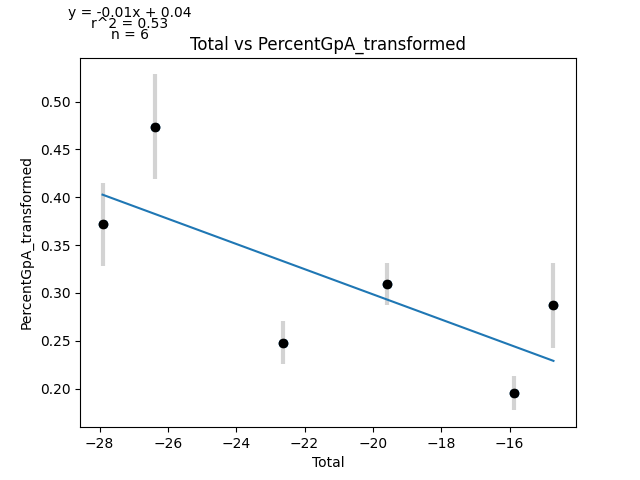 y = -0.01x + 0.04
r^2 = 0.53
n = 6
Total vs PercentGpA_transformed
PercentGpA_transformed
0.50
0.45
0.40
0.35
0.30
0.25
0.20
−28 −26 −24 −22 −20 −18 −16
Total